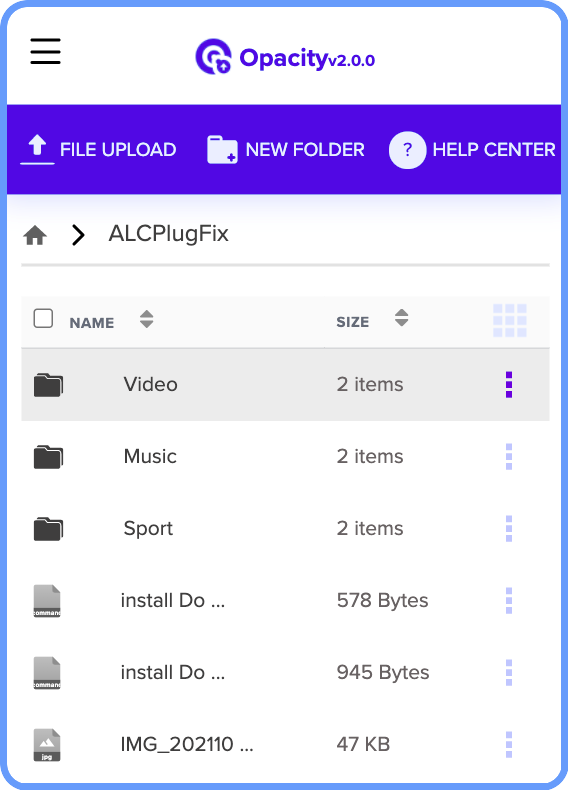 Opacity v2.0.0
FILE UPLOAD NEW FOLDER ? HELP CENTER
ALCPlugFix
NAME SIZE
Video 2 items
Music 2 items
Sport 2 items
command install Do ... 578 Bytes
command install Do ... 945 Bytes
jpg IMG_202110 ... 47 KB